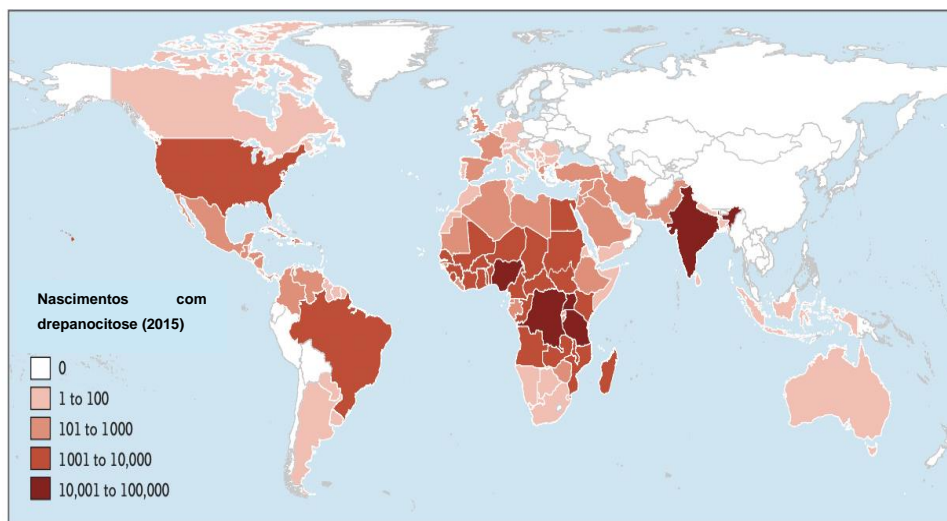 Nascimentos com
drepanocitose (2015)
0
1 to 100
101 to 1000
1001 to 10,000
10,001 to 100,000